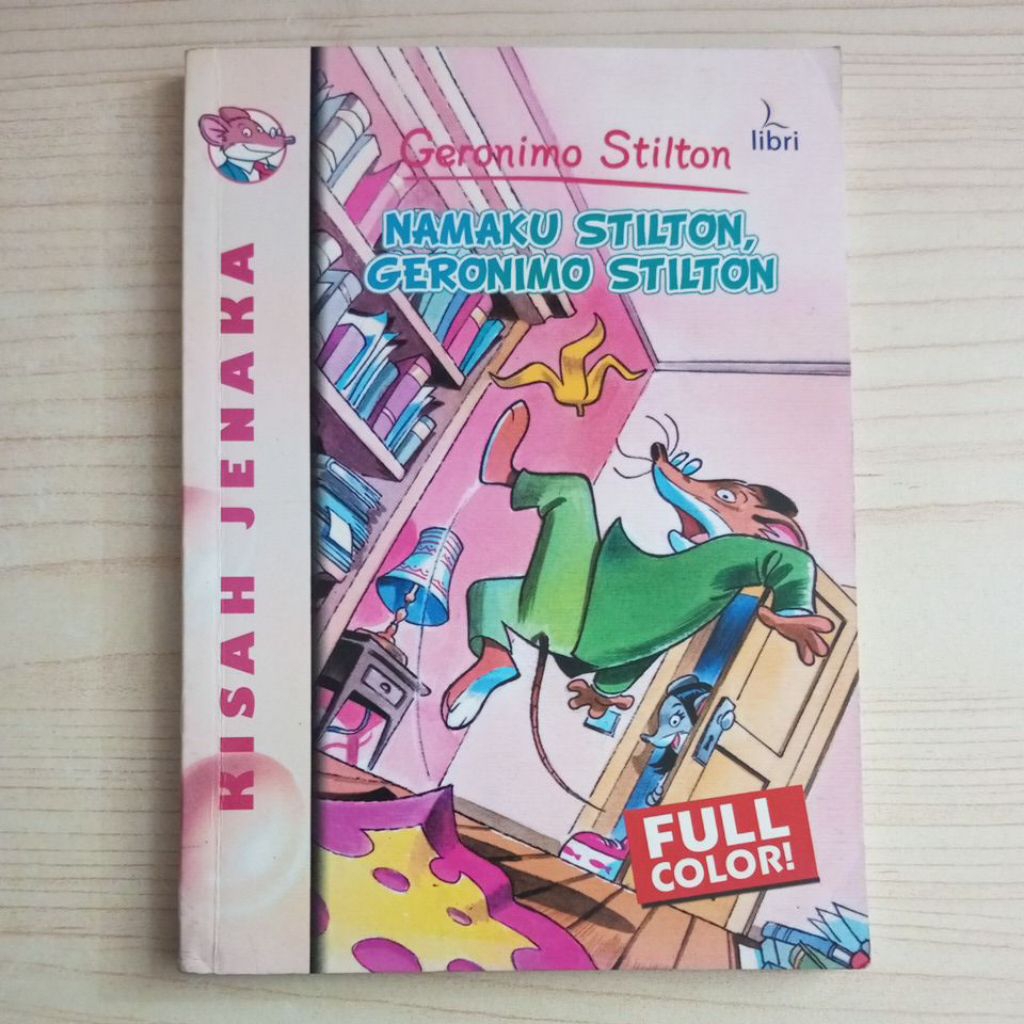 KISAH JENAKA
Geronimo Stilton
libri
NAMAKU STILTON,
GERONIMO STILTON
FULL
COLOR!